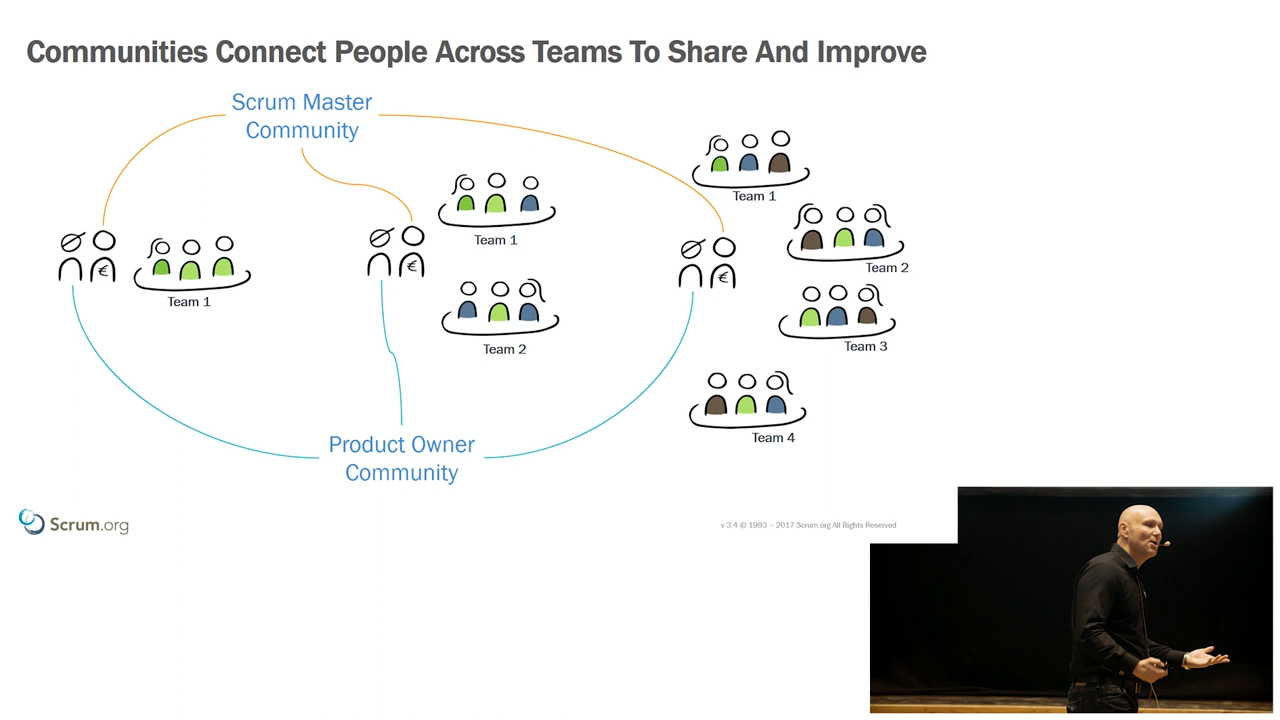 Communities Connect People Across Teams To Share And Improve
Scrum Master
Community
Team 1
Team 1
Team 2
€
€
€
Team 1
Team 2
Team 3
Team 4
Product Owner
Community
Scrum.org
v 3.4 © 1993 – 2017 Scrum.org All Rights Reserved